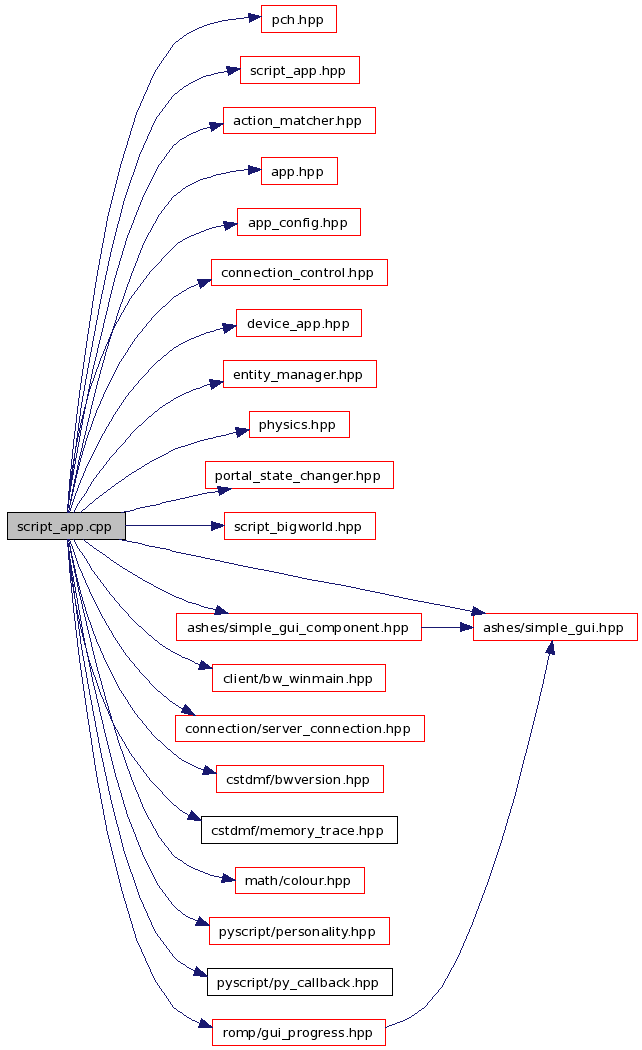 pch.hpp
script_app.hpp
action_matcher.hpp
app.hpp
app_config.hpp
connection_control.hpp
device_app.hpp
entity_manager.hpp
physics.hpp
portal_state_changer.hpp
script_app.cpp
script_bigworld.hpp
ashes/simple_gui_component.hpp
ashes/simple_gui.hpp
client/bw_winmain.hpp
connection/server_connection.hpp
cstdmf/bwversion.hpp
cstdmf/memory_trace.hpp
math/colour.hpp
pyscript/personality.hpp
pyscript/py_callback.hpp
romp/gui_progress.hpp